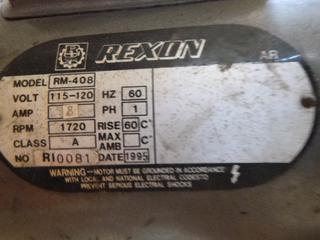 REXON AR
MODEL RM-408
VOLT 115-120 HZ 60
AMP 8 PH 1
RPM 1720 RISE 60 C°
CLASS A MAX AMB C°
NO RI0081 DATE 1995
WARNING-MOTOR MUST BE GROUNDED IN ACCORDANCE
WITH LOCAL AND NATIONAL ELECTRICAL CODES TO
PREVENT SERIOUS ELECTRICAL SHOCKS